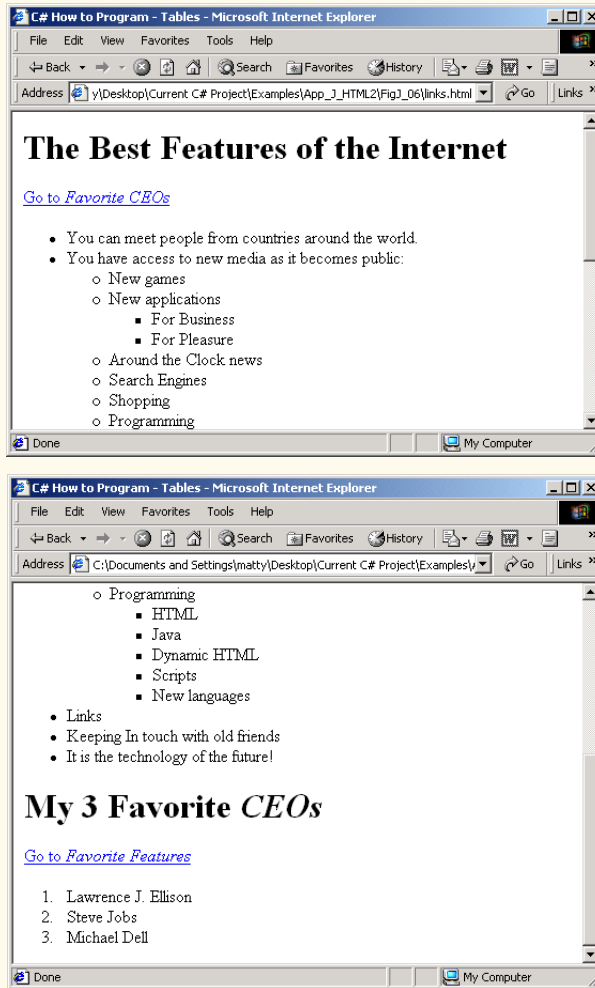 C# How to Program - Tables - Microsoft Internet Explorer
File Edit View Favorites Tools Help
Back Search Favorites History
Address y\Desktop\Current C# Project\Examples\App_J_HTML2\FigJ_06\links.html Go Links »
The Best Features of the Internet
Go to Favorite CEOs
• You can meet people from countries around the world.
• You have access to new media as it becomes public:
o New games
o New applications
▪ For Business
▪ For Pleasure
o Around the Clock news
o Search Engines
o Shopping
o Programming
Done My Computer
C# How to Program - Tables - Microsoft Internet Explorer
File Edit View Favorites Tools Help
Back Search Favorites History
Address C:\Documents and Settings\matty\Desktop\Current C# Project\Examples\ Go Links »
o Programming
▪ HTML
▪ Java
▪ Dynamic HTML
▪ Scripts
▪ New languages
• Links
• Keeping In touch with old friends
• It is the technology of the future!
My 3 Favorite CEOs
Go to Favorite Features
1. Lawrence J. Ellison
2. Steve Jobs
3. Michael Dell
Done My Computer